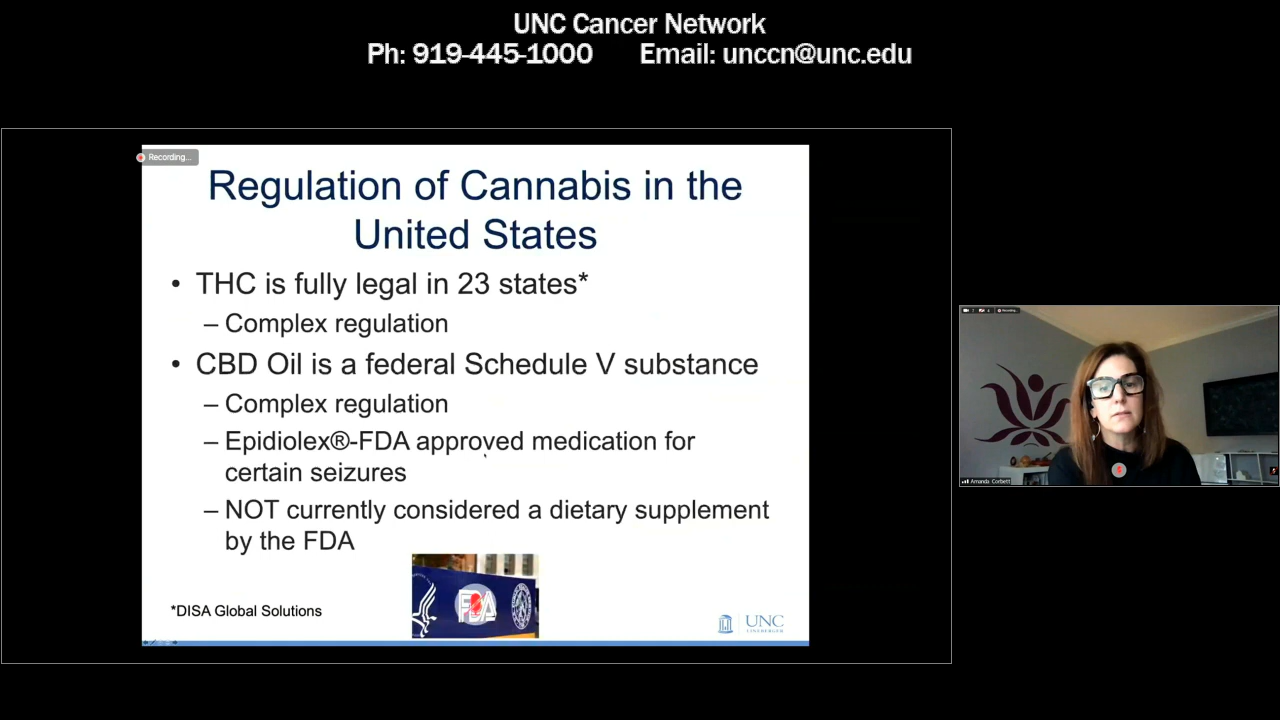 UNC Cancer Network
Ph: 919-445-1000 Email: unccn@unc.edu
Recording...
Regulation of Cannabis in the
United States
• THC is fully legal in 23 states*
– Complex regulation
• CBD Oil is a federal Schedule V substance
– Complex regulation
– Epidiolex®-FDA approved medication for
certain seizures
– NOT currently considered a dietary supplement
by the FDA
FDA
*DISA Global Solutions
UNC
LINEBERGER
Recording...
Amanda Corbett